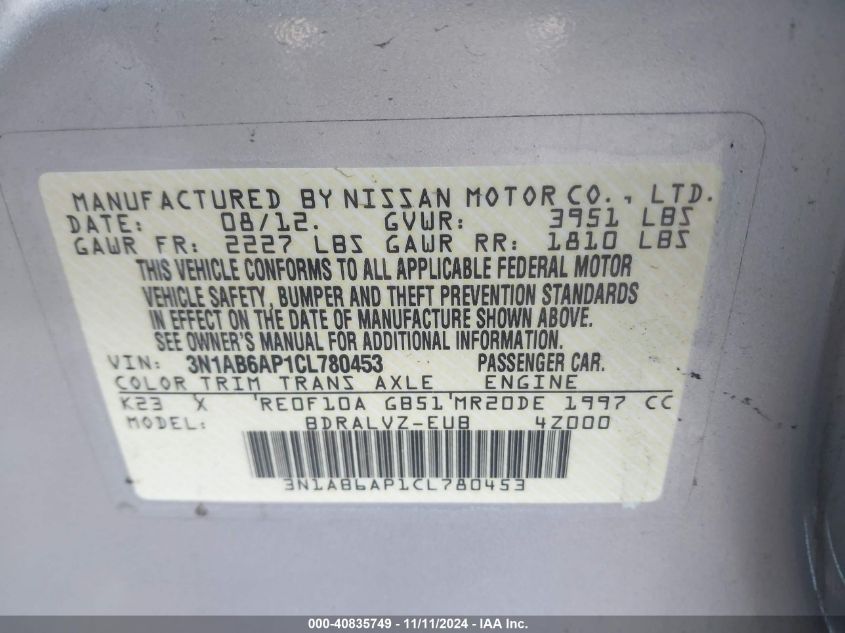 MANUFACTURED BY NISSAN MOTOR CO., LTD.
DATE: 08/12. GVWR: 3951 LBS
GAWR FR: 2227 LBS GAWR RR: 1810 LBS
THIS VEHICLE CONFORMS TO ALL APPLICABLE FEDERAL MOTOR
VEHICLE SAFETY, BUMPER AND THEFT PREVENTION STANDARDS
IN EFFECT ON THE DATE OF MANUFACTURE SHOWN ABOVE.
SEE OWNER'S MANUAL FOR ADDITIONAL INFORMATION.
VIN: 3N1AB6AP1CL780453 PASSENGER CAR.
COLOR TRIM TRANS AXLE ENGINE
K23 X 'RE0F10A GB51'MR20DE 1997 CC
MODEL: BDRALVZ-EUB 4Z000
3N1AB6AP1CL780453
000-40835749 - 11/11/2024 - IAA Inc.